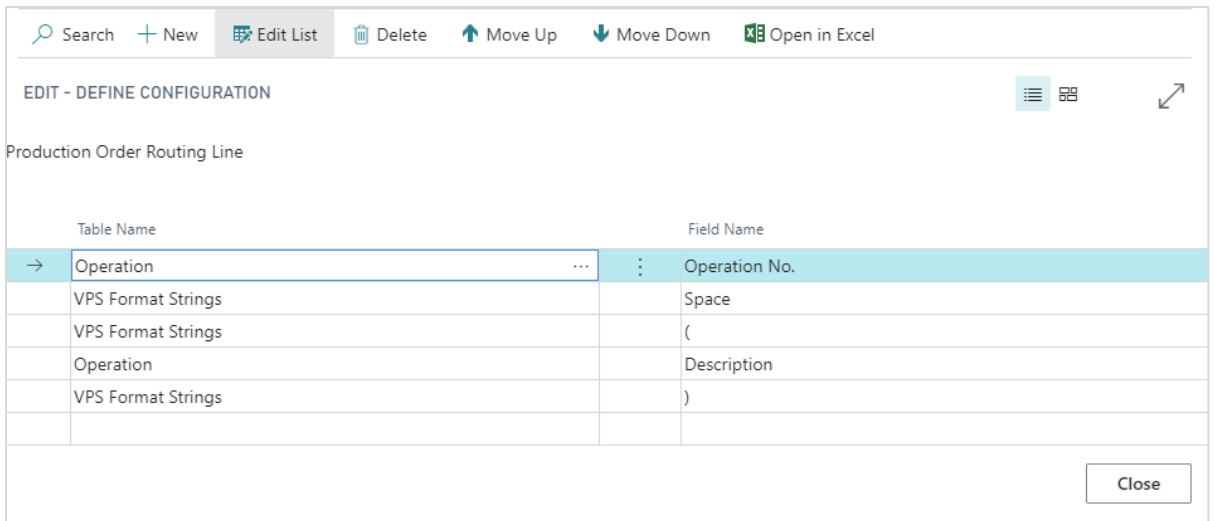 Search New Edit List Delete Move Up Move Down Open in Excel
EDIT - DEFINE CONFIGURATION
Production Order Routing Line
Table Name Field Name
Operation ... Operation No.
VPS Format Strings Space
VPS Format Strings (
Operation Description
VPS Format Strings )
Close